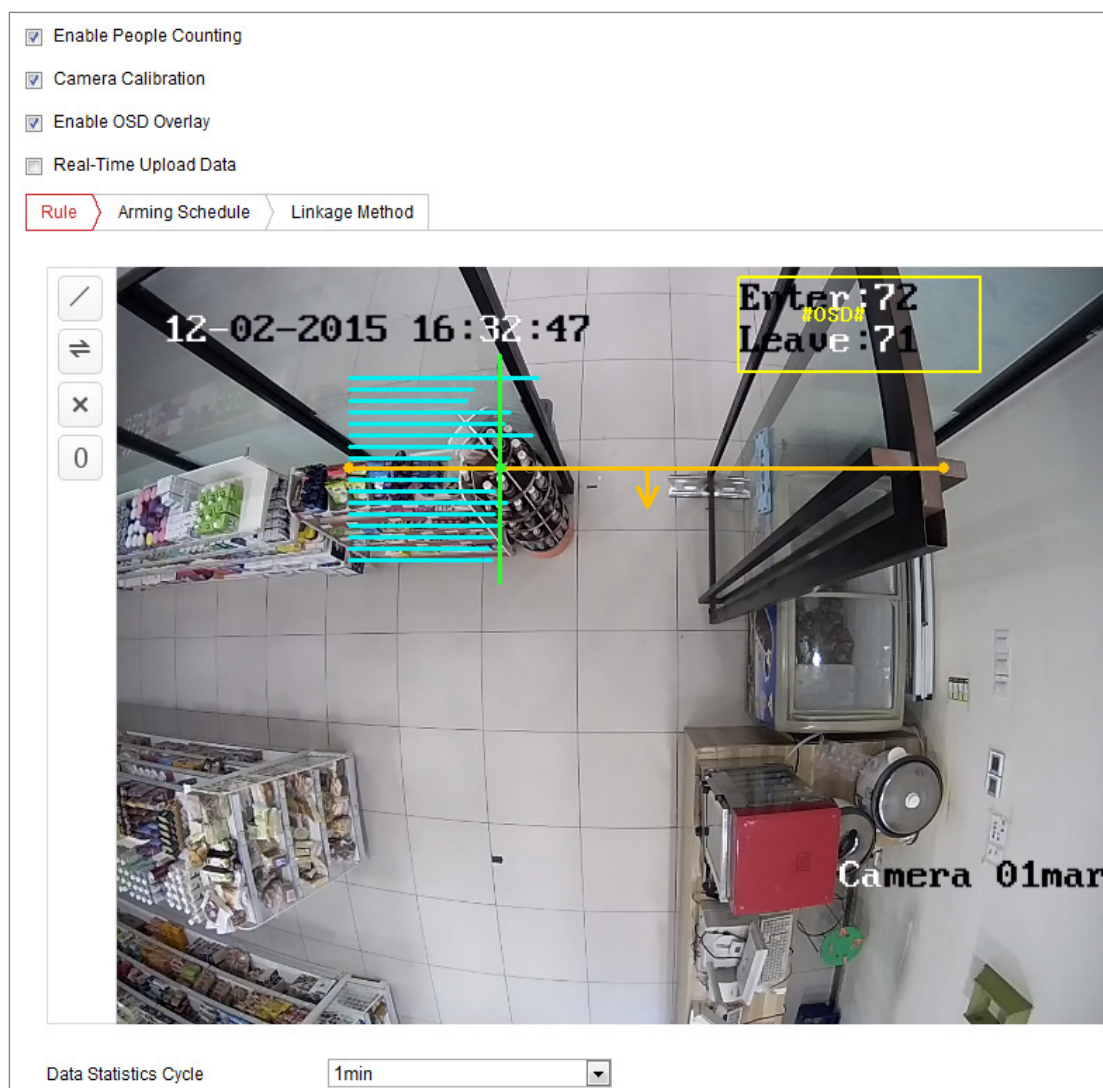 Enable People Counting
Camera Calibration
Enable OSD Overlay
Real-Time Upload Data
Rule Arming Schedule Linkage Method
Enter:72
#OSD#
12-02-2015 16:32:47
Leave:71
0
Camera 01mar
Data Statistics Cycle 1min